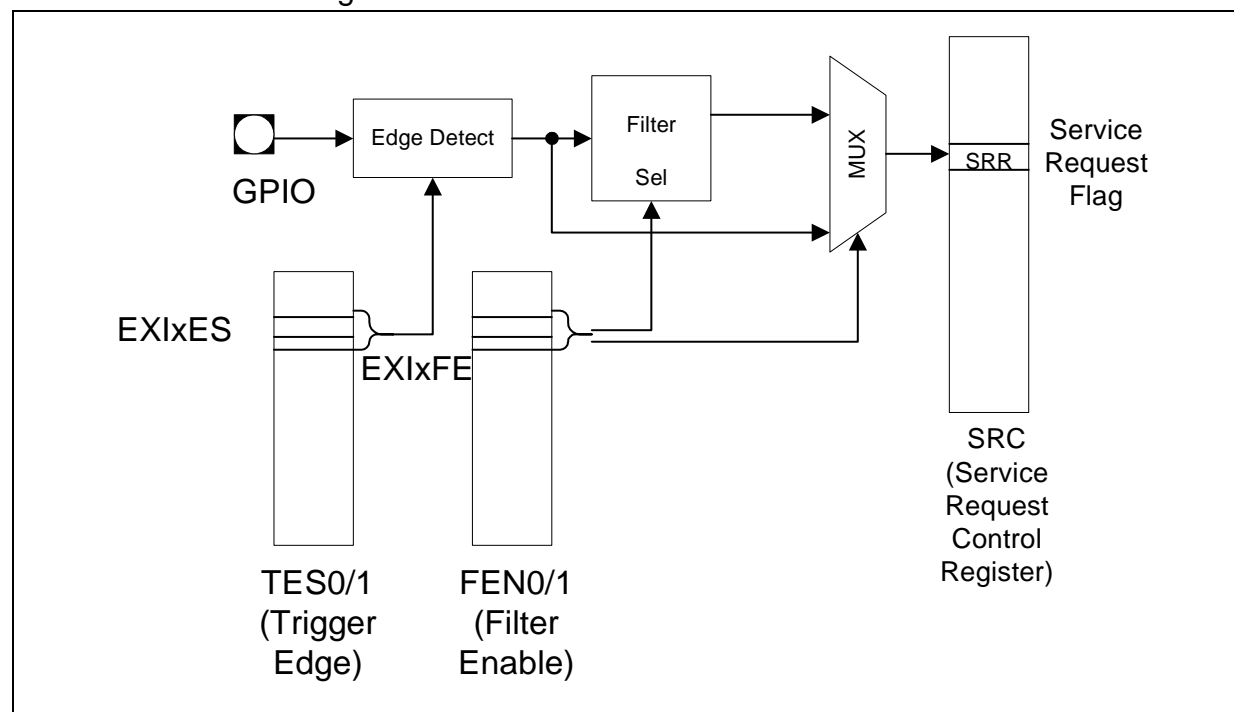 GPIO
Edge Detect
Filter
Sel
MUX
SRR
Service
Request
Flag
EXIxES
EXIxFE
TES0/1
(Trigger
Edge)
FEN0/1
(Filter
Enable)
SRC
(Service
Request
Control
Register)